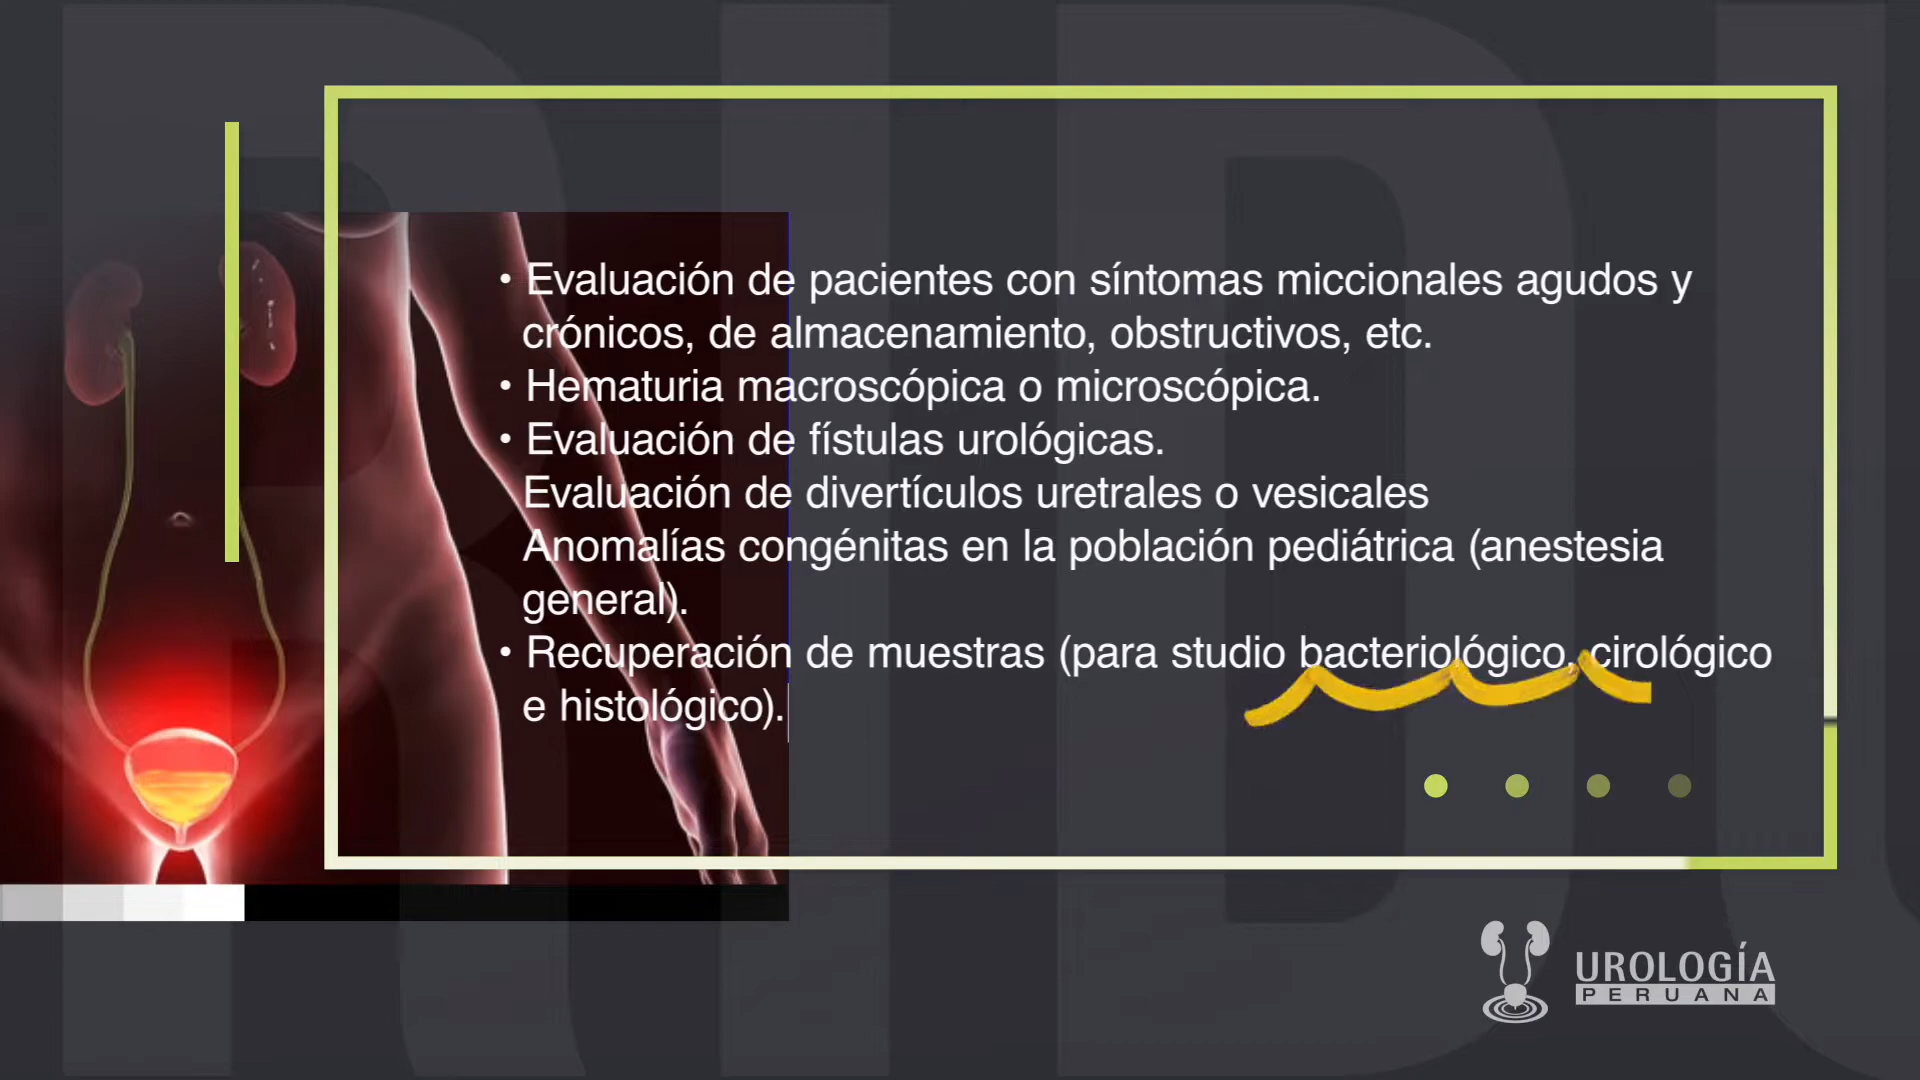 • Evaluación de pacientes con síntomas miccionales agudos y
crónicos, de almacenamiento, obstructivos, etc.
• Hematuria macroscópica o microscópica.
• Evaluación de fístulas urológicas.
Evaluación de divertículos uretrales o vesicales
Anomalías congénitas en la población pediátrica (anestesia
general).
• Recuperación de muestras (para studio bacteriológico, cirológico
e histológico).
UROLOGÍA
PERUANA